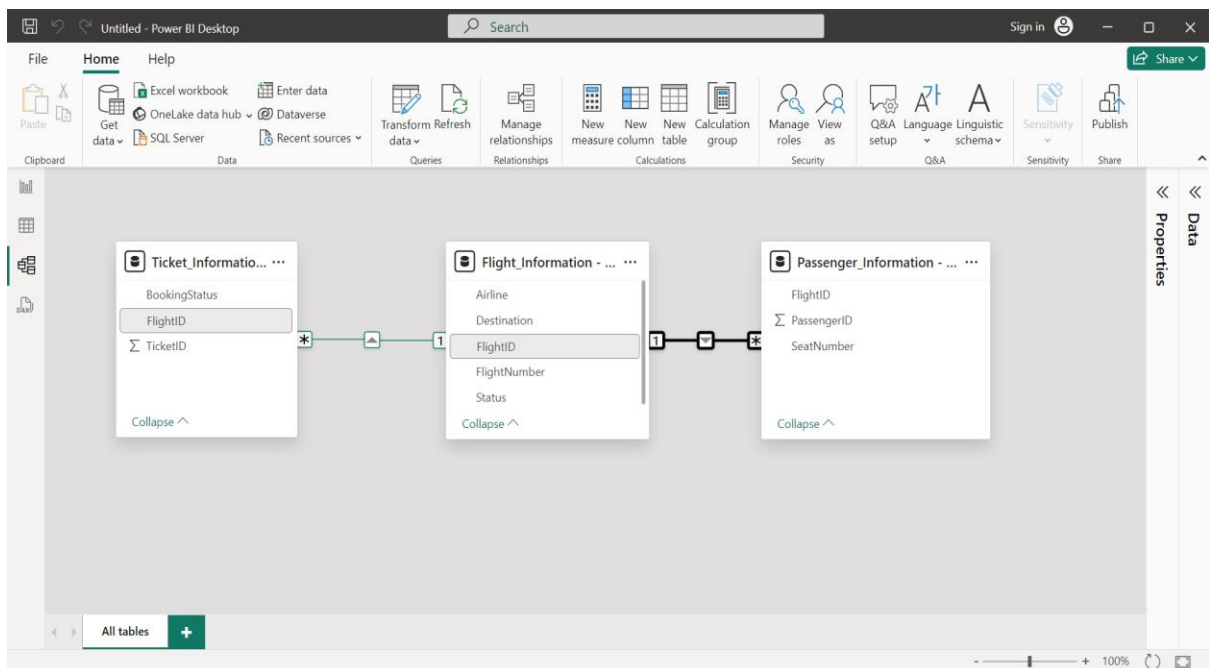 Untitled - Power BI Desktop
Search
Sign in
File Home Help
Share
Paste
Clipboard
Get data
Excel workbook
OneLake data hub
SQL Server
Enter data
Dataverse
Recent sources
Data
Transform data
Refresh
Queries
Manage relationships
Relationships
New measure
New column
New table
Calculation group
Calculations
Manage roles
View as
Security
Q&A setup
Language
Linguistic schema
Q&A
Sensitivity
Sensitivity
Publish
Share
Ticket_Informatio... ...
BookingStatus
FlightID
∑ TicketID
Collapse
* 1
Flight_Information - ... ...
Airline
Destination
FlightID
FlightNumber
Status
Collapse
1 *
Passenger_Information - ... ...
FlightID
∑ PassengerID
SeatNumber
Collapse
Properties
Data
All tables +
- + 100%